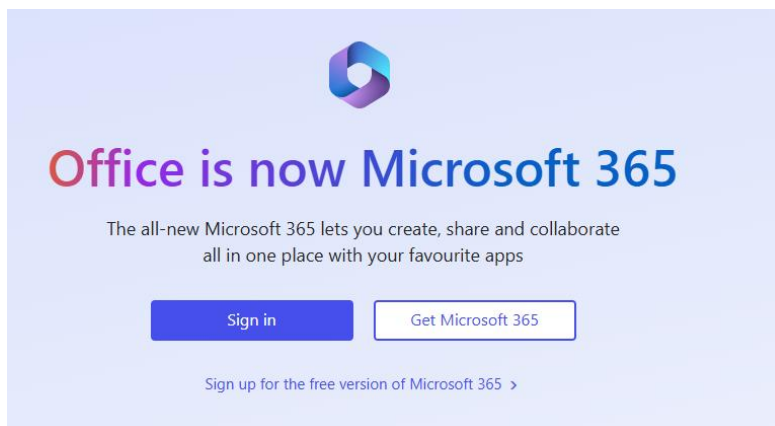 Office is now Microsoft 365
The all-new Microsoft 365 lets you create, share and collaborate
all in one place with your favourite apps
Sign in
Get Microsoft 365
Sign up for the free version of Microsoft 365 >